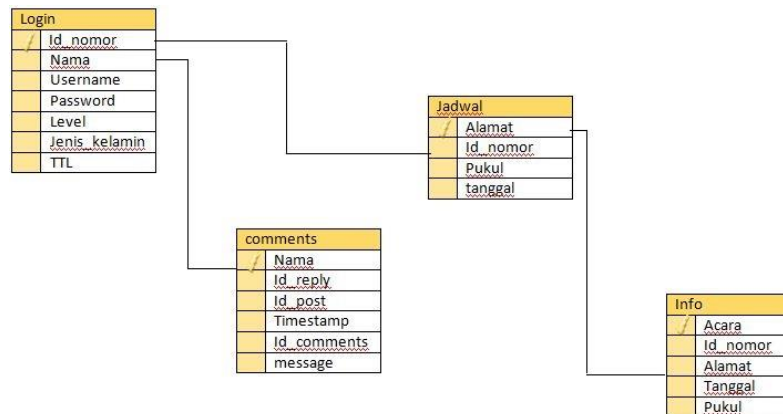 Login
Id_nomor
Nama
Username
Password
Level
Jenis_kelamin
TTL
Jadwal
Alamat
Id_nomor
Pukul
tanggal
comments
Nama
Id_reply
Id_post
Timestamp
Id_comments
message
Info
Acara
Id_nomor
Alamat
Tanggal
Pukul